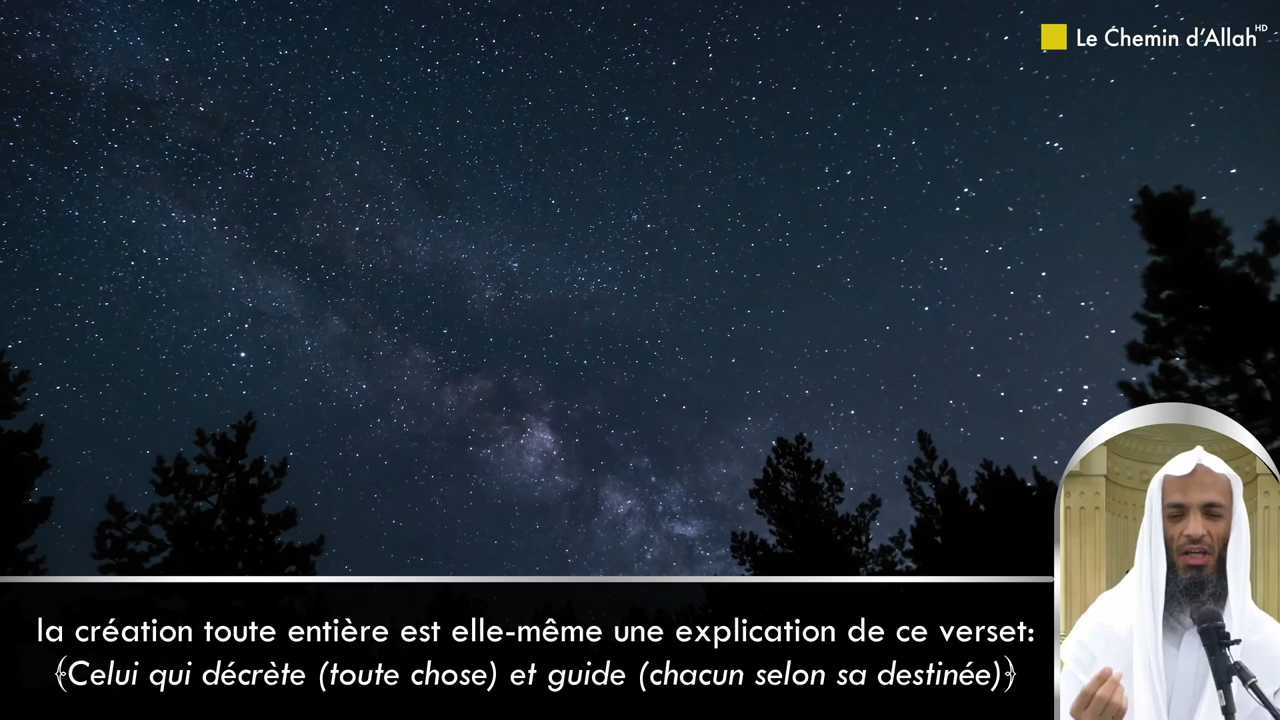 Le Chemin d'Allah HD
la création toute entière est elle-même une explication de ce verset:
﴾Celui qui décrète (toute chose) et guide (chacun selon sa destinée)﴿